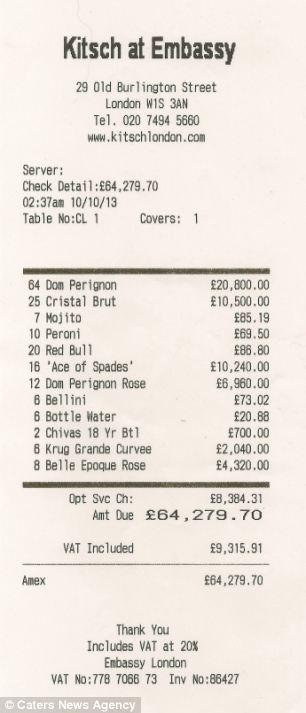 Kitsch at Embassy
29 Old Burlington Street
London W1S 3AN
Tel. 020 7494 5660
www.kitschlondon.com
Server:
Check Detail:£64,279.70
02:37am 10/10/13
Table No:CL 1 Covers: 1
64 Dom Perignon £20,800.00
25 Cristal Brut £10,500.00
7 Mojito £85.19
10 Peroni £69.50
20 Red Bull £86.80
16 'Ace of Spades' £10,240.00
12 Dom Perignon Rose £6,960.00
6 Bellini £73.02
6 Bottle Water £20.88
2 Chivas 18 Yr Btl £700.00
6 Krug Grande Curvee £2,040.00
8 Belle Epoque Rose £4,320.00
Opt Svc Ch: £8,384.31
Amt Due £64,279.70
VAT Included £9,315.91
Amex £64,279.70
Thank You
Includes VAT at 20%
Embassy London
VAT No:778 7066 73 Inv No:86427
© Caters News Agency